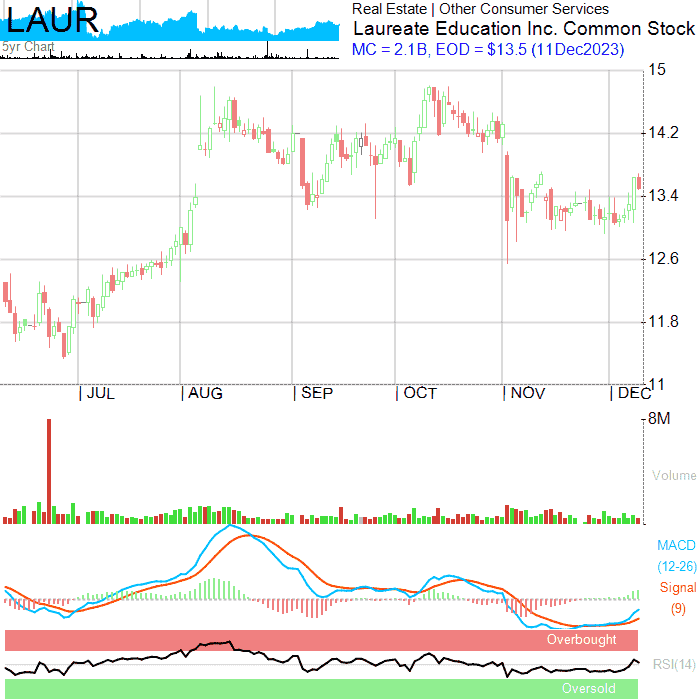 LAUR
5yr Chart
Real Estate | Other Consumer Services
Laureate Education Inc. Common Stock
MC = 2.1B, EOD = $13.5 (11Dec2023)
15
14.2
13.4
12.6
11.8
11
JUL
AUG
SEP
OCT
NOV
DEC
8M
Volume
MACD
(12-26)
Signal
(9)
Overbought
RSI(14)
Oversold